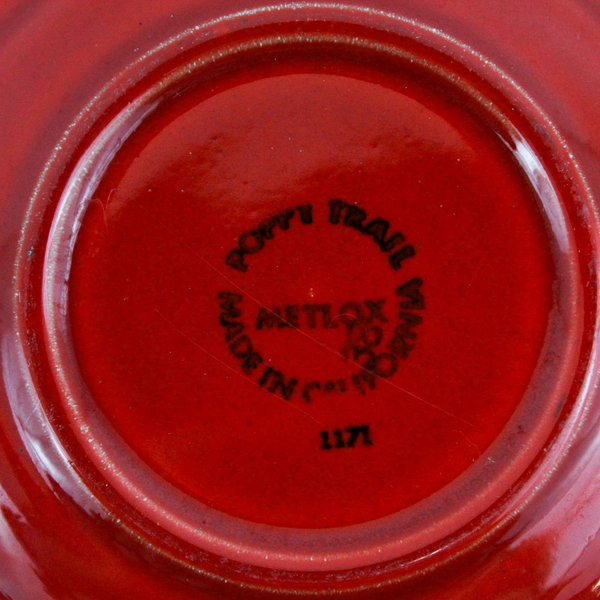 POPPY TRAIL
METLOX
MADE IN CALIFORNIA
1171